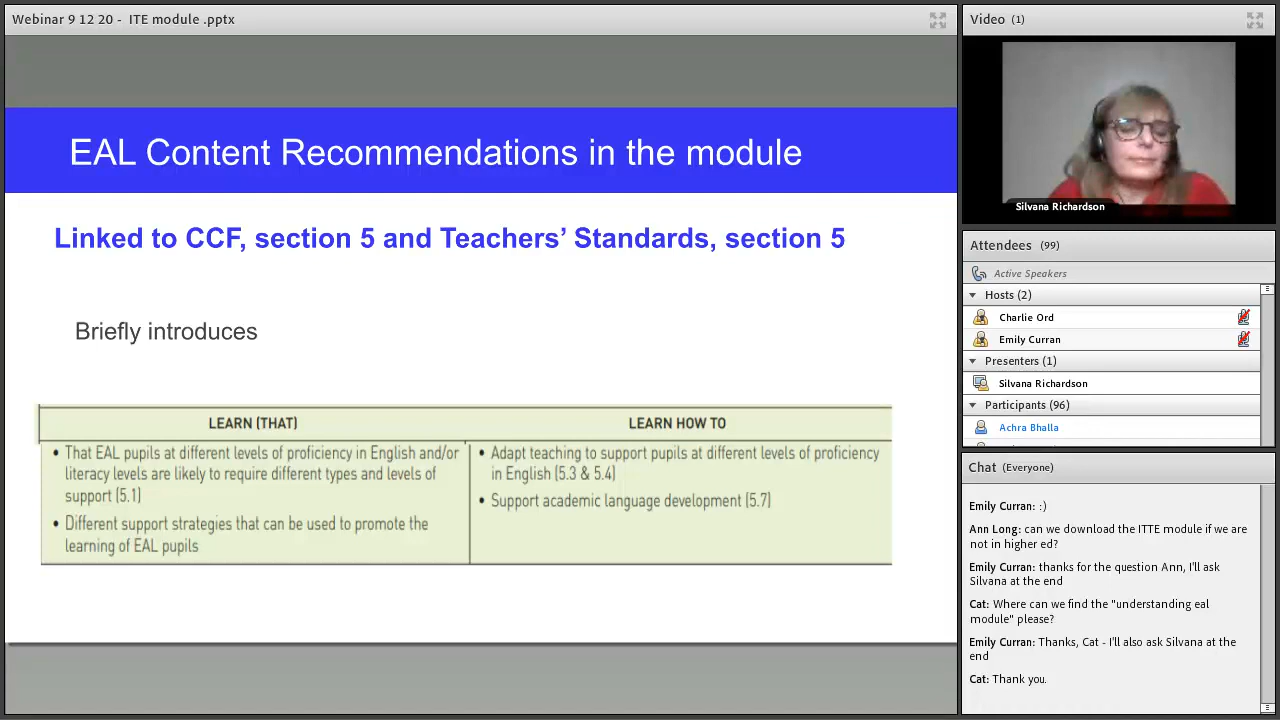 Webinar 9 12 20 - ITE module .pptx
EAL Content Recommendations in the module
Linked to CCF, section 5 and Teachers' Standards, section 5
Briefly introduces
LEARN (THAT)
• That EAL pupils at different levels of proficiency in English and/or
literacy levels are likely to require different types and levels of
support (5.1)
• Different support strategies that can be used to promote the
learning of EAL pupils
LEARN HOW TO
• Adapt teaching to support pupils at different levels of proficiency
in English (5.3 & 5.4)
• Support academic language development (5.7)
Video (1)
Silvana Richardson
Attendees (99)
Active Speakers
Hosts (2)
Charlie Ord
Emily Curran
Presenters (1)
Silvana Richardson
Participants (96)
Achra Bhalla
Chat (Everyone)
Emily Curran: :)
Ann Long: can we download the ITTE module if we are
not in higher ed?
Emily Curran: thanks for the question Ann, I'll ask
Silvana at the end
Cat: Where can we find the "understanding eal
module" please?
Emily Curran: Thanks, Cat - I'll also ask Silvana at the
end
Cat: Thank you.